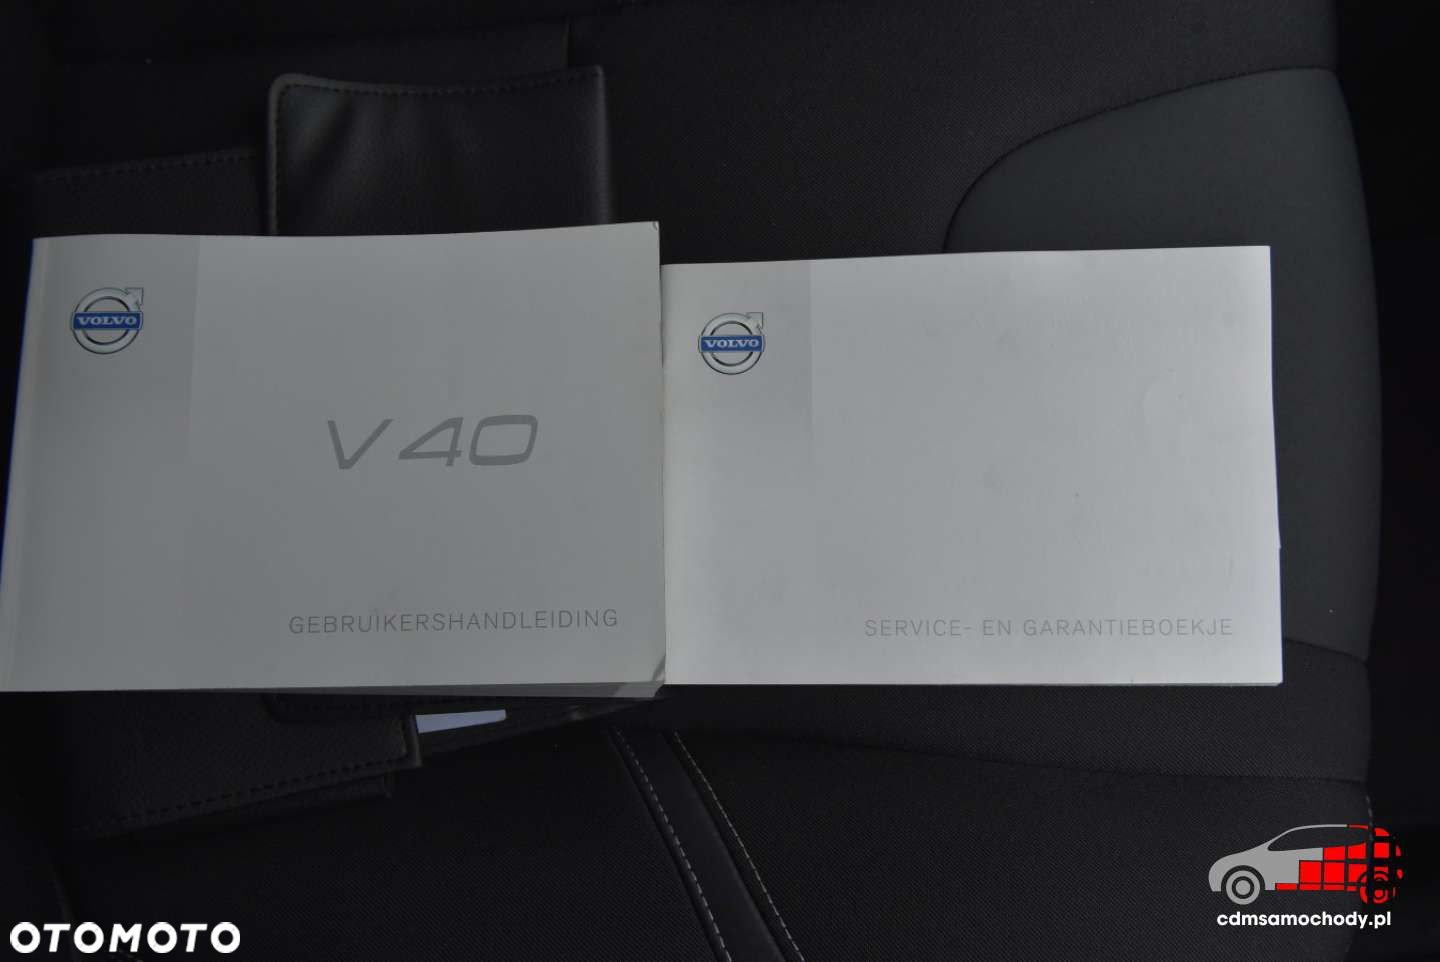 VOLVO
V40
GEBRUIKERSHANDLEIDING
VOLVO
SERVICE- EN GARANTIEBOEKJE
OTOMOTO
cdmsamochody.pl